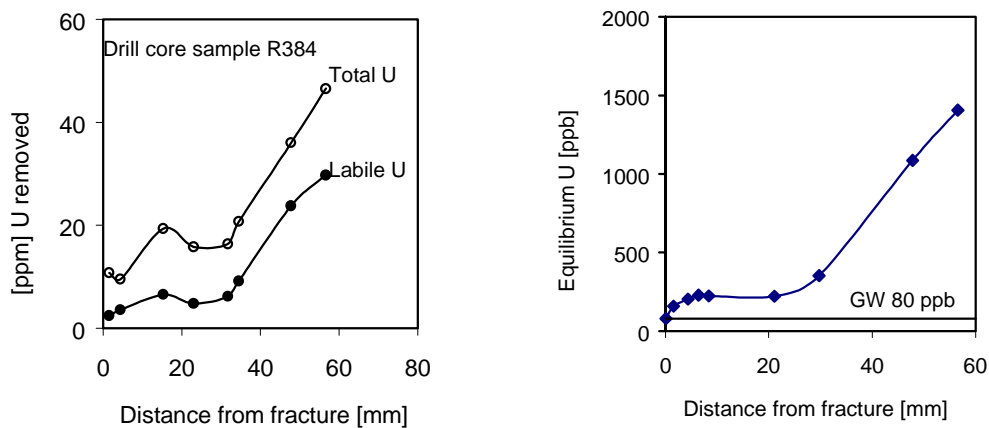 60
Drill core sample R384
Total U
40
Labile U
20
0
[ppm] U removed
0 20 40 60 80
Distance from fracture [mm]
2000
1500
1000
500
0
Equilibrium U [ppb]
GW 80 ppb
0 20 40 60
Distance from fracture [mm]